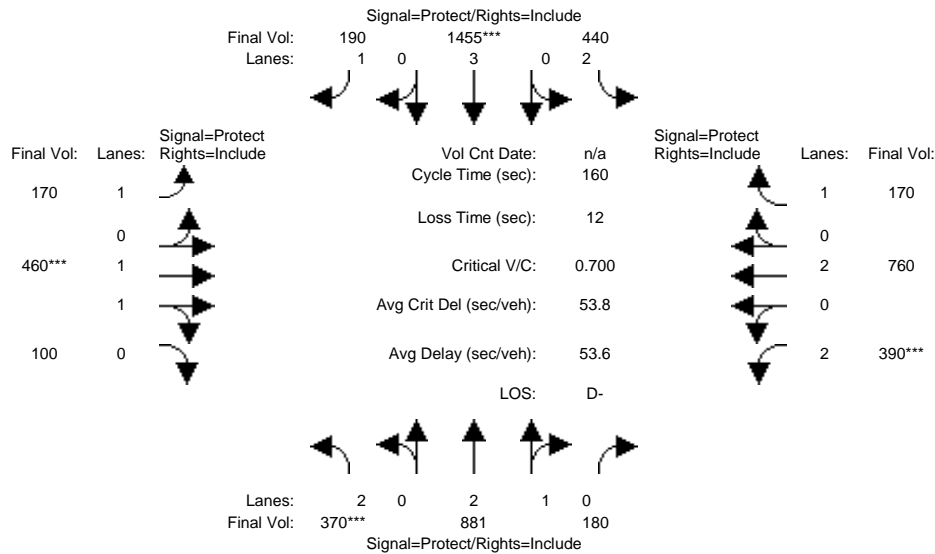 Signal=Protect/Rights=Include
Final Vol: 190 1455*** 440
Lanes: 1 0 3 0 2
Signal=Protect
Final Vol: Lanes: Rights=Include
Vol Cnt Date: n/a
Signal=Protect
Rights=Include Lanes: Final Vol:
Cycle Time (sec): 160
170 1
1 170
Loss Time (sec): 12
0
0
460*** 1
Critical V/C: 0.700
2 760
1
Avg Crit Del (sec/veh): 53.8
0
100 0
Avg Delay (sec/veh): 53.6
2 390***
LOS: D-
Lanes: 2 0 2 1 0
Final Vol: 370*** 881 180
Signal=Protect/Rights=Include